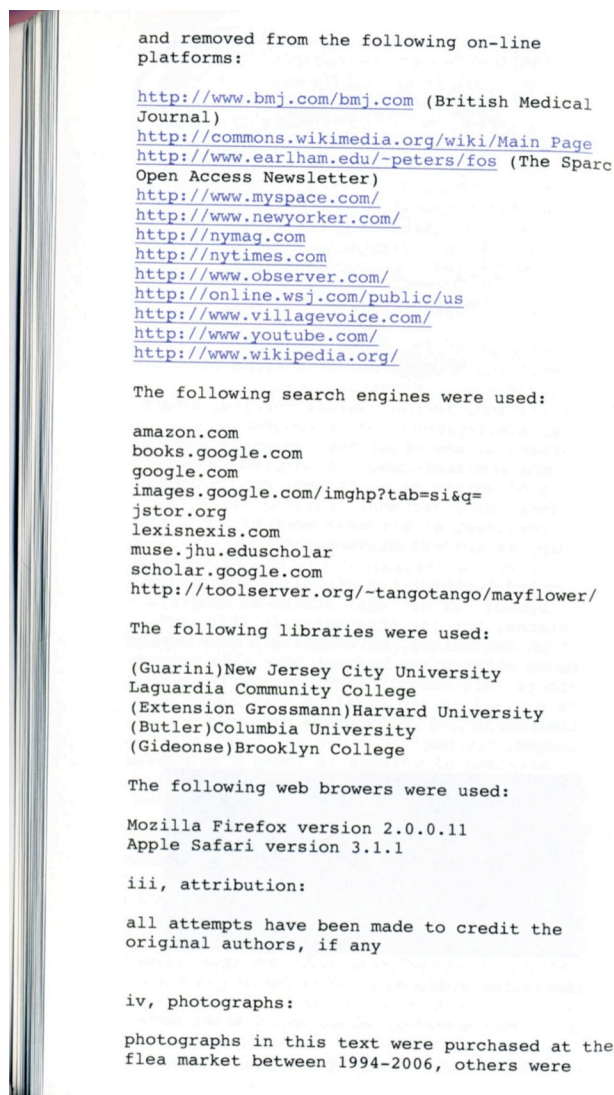 and removed from the following on-line
platforms:
http://www.bmj.com/bmj.com (British Medical
Journal)
http://commons.wikimedia.org/wiki/Main Page
http://www.earlham.edu/~peters/fos (The Sparc
Open Access Newsletter)
http://www.myspace.com/
http://www.newyorker.com/
http://nymag.com
http://nytimes.com
http://www.observer.com/
http://online.wsj.com/public/us
http://www.villagevoice.com/
http://www.youtube.com/
http://www.wikipedia.org/
The following search engines were used:
amazon.com
books.google.com
google.com
images.google.com/imghp?tab=si&q=
jstor.org
lexisnexis.com
muse.jhu.eduscholar
scholar.google.com
http://toolserver.org/~tangotango/mayflower/
The following libraries were used:
(Guarini)New Jersey City University
Laguardia Community College
(Extension Grossmann)Harvard University
(Butler)Columbia University
(Gideonse)Brooklyn College
The following web browers were used:
Mozilla Firefox version 2.0.0.11
Apple Safari version 3.1.1
iii, attribution:
all attempts have been made to credit the
original authors, if any
iv, photographs:
photographs in this text were purchased at the
flea market between 1994-2006, others were